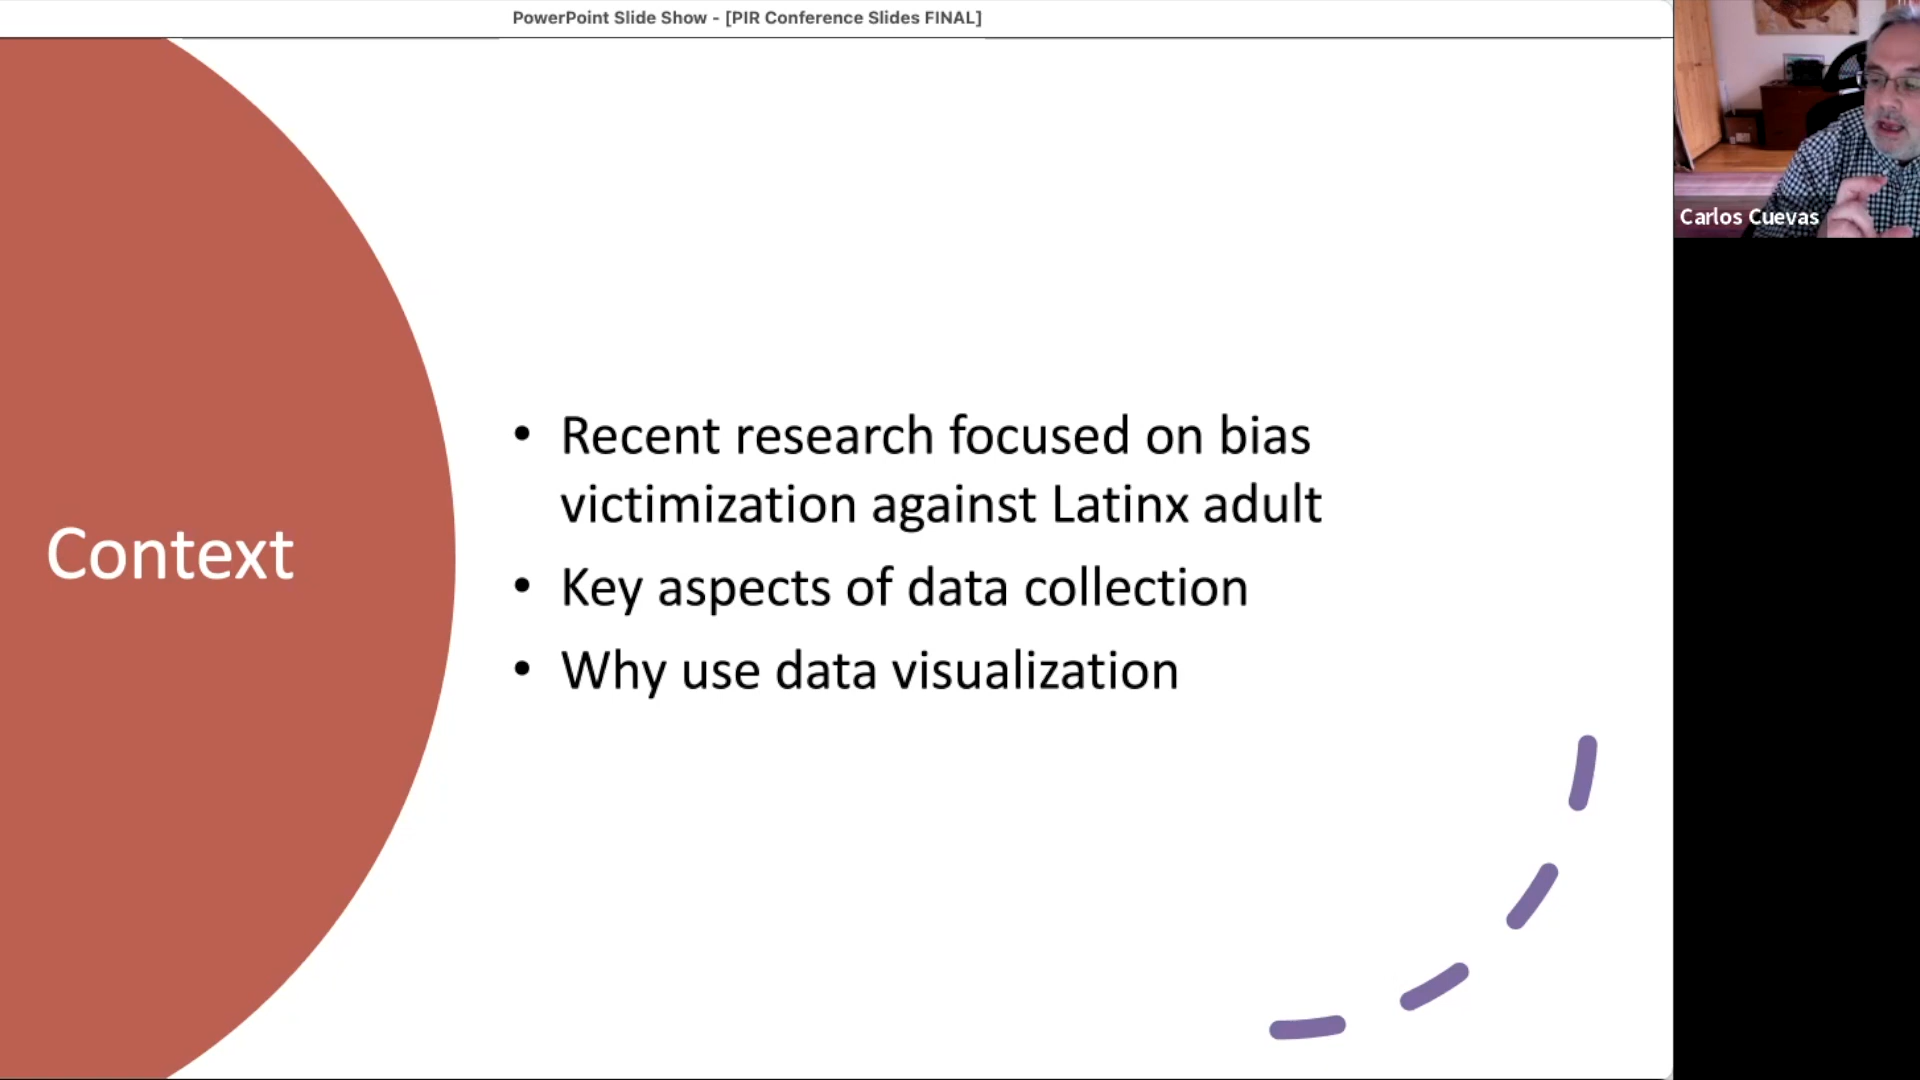 PowerPoint Slide Show - [PIR Conference Slides FINAL]
Carlos Cuevas
Context
• Recent research focused on bias
victimization against Latinx adult
• Key aspects of data collection
• Why use data visualization